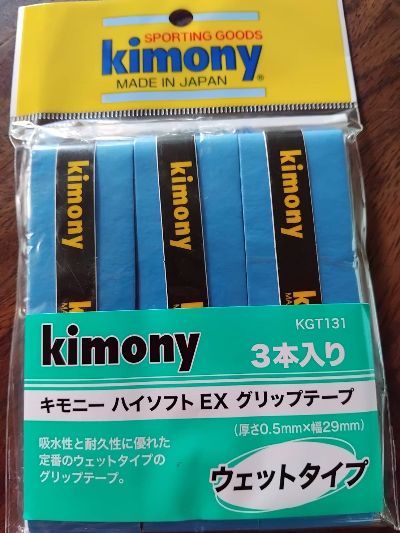 SPORTING GOODS
kimony®
MADE IN JAPAN
kimony
kimony
kimony
kimony
KGT131
3本入り
キモニー ハイソフト EX グリップテープ
(厚さ0.5mm×幅29mm)
吸水性と耐久性に優れた
定番のウェットタイプの
グリップテープ。
ウェットタイプ